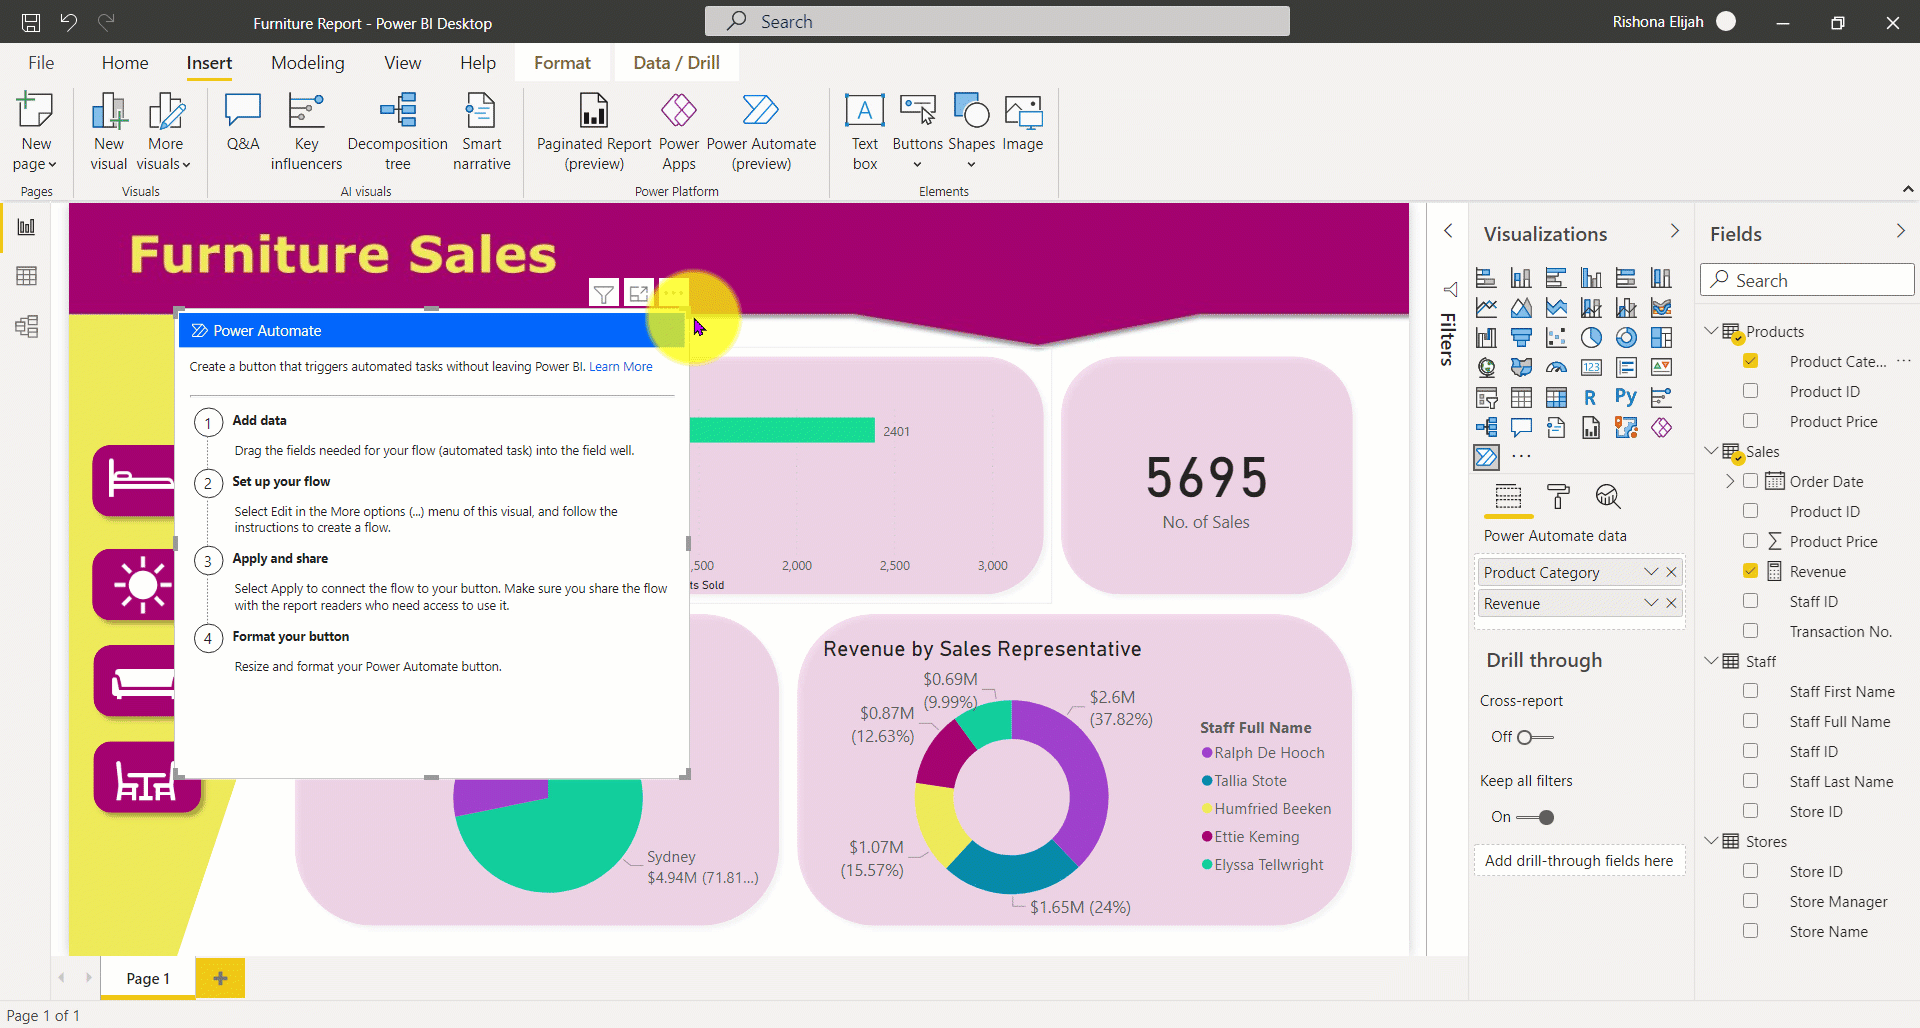 Furniture Report - Power BI Desktop
Search
Rishona Elijah
File
Home
Insert
Modeling
View
Help
Format
Data / Drill
New page
New visual
More visuals
Q&A
Key influencers
Decomposition tree
Smart narrative
Paginated Report (preview)
Power Apps
Power Automate (preview)
Text box
Buttons
Shapes
Image
Pages
Visuals
AI visuals
Power Platform
Elements
Furniture Sales
Power Automate
Create a button that triggers automated tasks without leaving Power BI. Learn More
1
Add data
Drag the fields needed for your flow (automated task) into the field well.
2
Set up your flow
Select Edit in the More options (...) menu of this visual, and follow the
instructions to create a flow.
3
Apply and share
Select Apply to connect the flow to your button. Make sure you share the flow
with the report readers who need access to use it.
4
Format your button
Resize and format your Power Automate button.
2401
,500
2,000
2,500
3,000
ts Sold
5695
No. of Sales
Sydney
$4.94M (71.81...)
Revenue by Sales Representative
$0.69M
(9.99%)
$2.6M
(37.82%)
$0.87M
(12.63%)
$1.07M
(15.57%)
$1.65M (24%)
Staff Full Name
Ralph De Hooch
Tallia Stote
Humfried Beeken
Ettie Keming
Elyssa Tellwright
Filters
Visualizations
123
R
Py
...
Power Automate data
Product Category
Revenue
Drill through
Cross-report
Off
Keep all filters
On
Add drill-through fields here
Fields
Search
Products
Product Cate...
Product ID
Product Price
Sales
Order Date
Product ID
Product Price
Revenue
Staff ID
Transaction No.
Staff
Staff First Name
Staff Full Name
Staff ID
Staff Last Name
Store ID
Stores
Store ID
Store Manager
Store Name
Page 1
Page 1 of 1